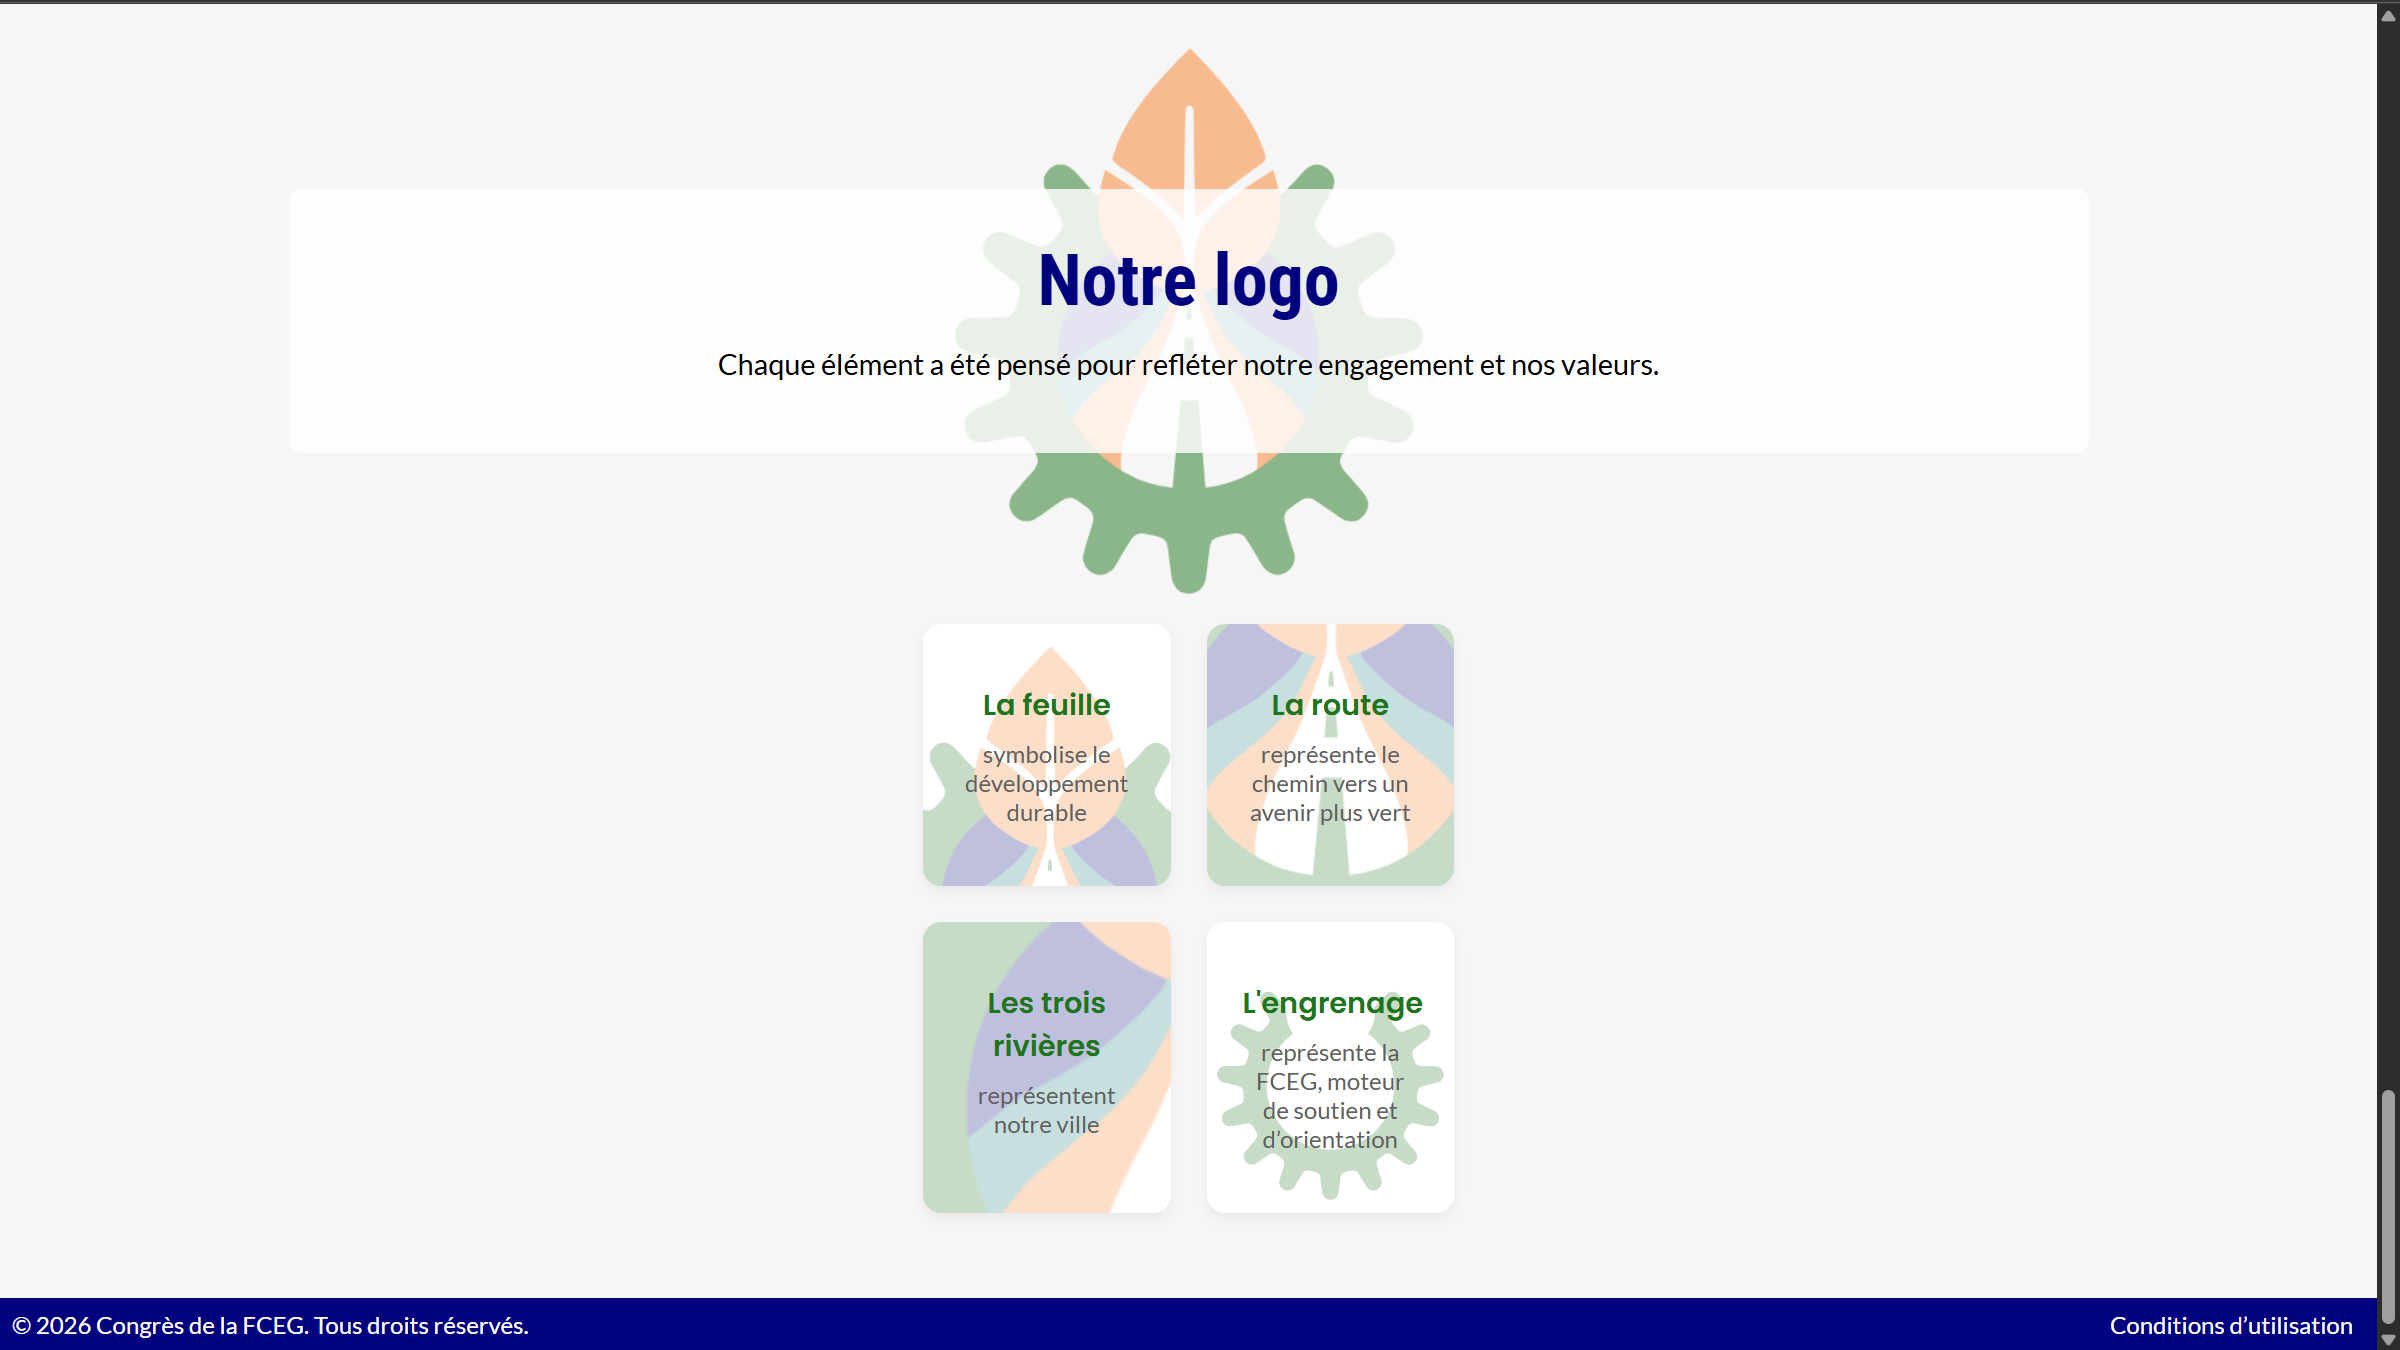 Notre logo
Chaque élément a été pensé pour refléter notre engagement et nos valeurs.
La feuille
symbolise le
développement
durable
La route
représente le
chemin vers un
avenir plus vert
Les trois
rivières
représentent
notre ville
L'engrenage
représente la
FCEG, moteur
de soutien et
d’orientation
© 2026 Congrès de la FCEG. Tous droits réservés.
Conditions d’utilisation